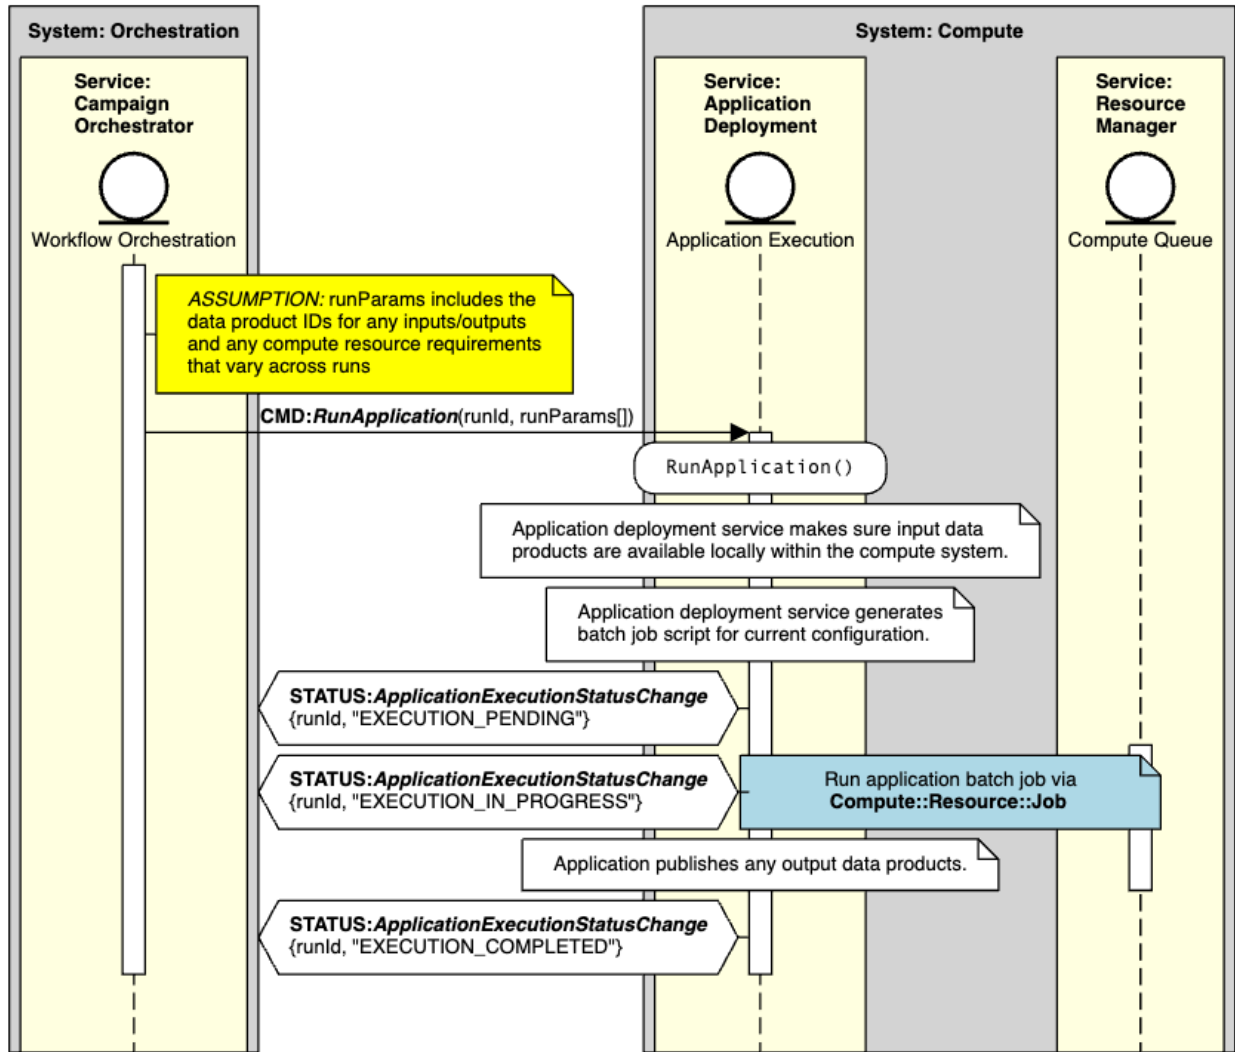 System: Orchestration
System: Compute
Service:
Campaign
Orchestrator
Service:
Application
Deployment
Service:
Resource
Manager
Workflow Orchestration
Application Execution
Compute Queue
ASSUMPTION: runParams includes the
data product IDs for any inputs/outputs
and any compute resource requirements
that vary across runs
CMD:RunApplication(runId, runParams[])
RunApplication()
Application deployment service makes sure input data
products are available locally within the compute system.
Application deployment service generates
batch job script for current configuration.
STATUS:ApplicationExecutionStatusChange
{runId, "EXECUTION_PENDING"}
STATUS:ApplicationExecutionStatusChange
{runId, "EXECUTION_IN_PROGRESS"}
Run application batch job via
Compute::Resource::Job
Application publishes any output data products.
STATUS:ApplicationExecutionStatusChange
{runId, "EXECUTION_COMPLETED"}